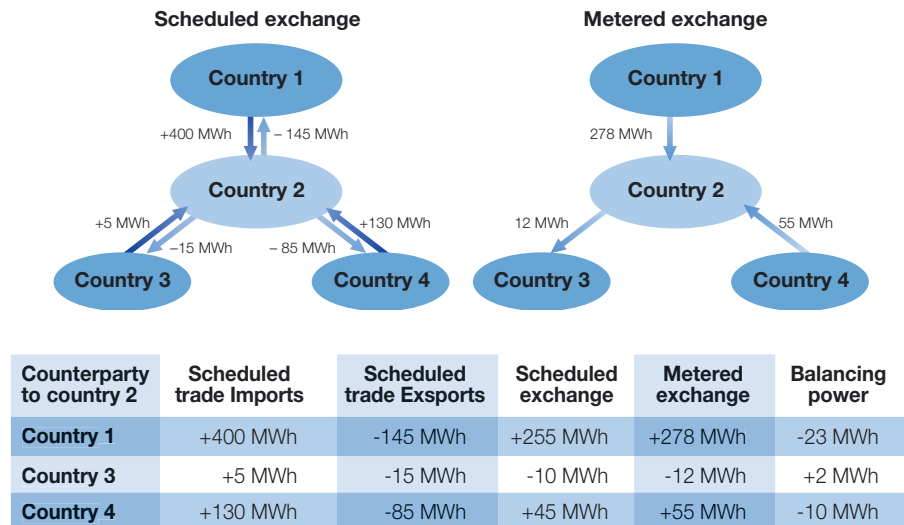 Scheduled exchange
Metered exchange
Country 1
Country 1
+400 MWh
– 145 MWh
278 MWh
Country 2
Country 2
+5 MWh
–15 MWh
– 85 MWh
+130 MWh
12 MWh
55 MWh
Country 3
Country 4
Country 3
Country 4
Counterparty to country 2 Scheduled trade Imports Scheduled trade Exsports Scheduled exchange Metered exchange Balancing power
Country 1 +400 MWh -145 MWh +255 MWh +278 MWh -23 MWh
Country 3 +5 MWh -15 MWh -10 MWh -12 MWh +2 MWh
Country 4 +130 MWh -85 MWh +45 MWh +55 MWh -10 MWh